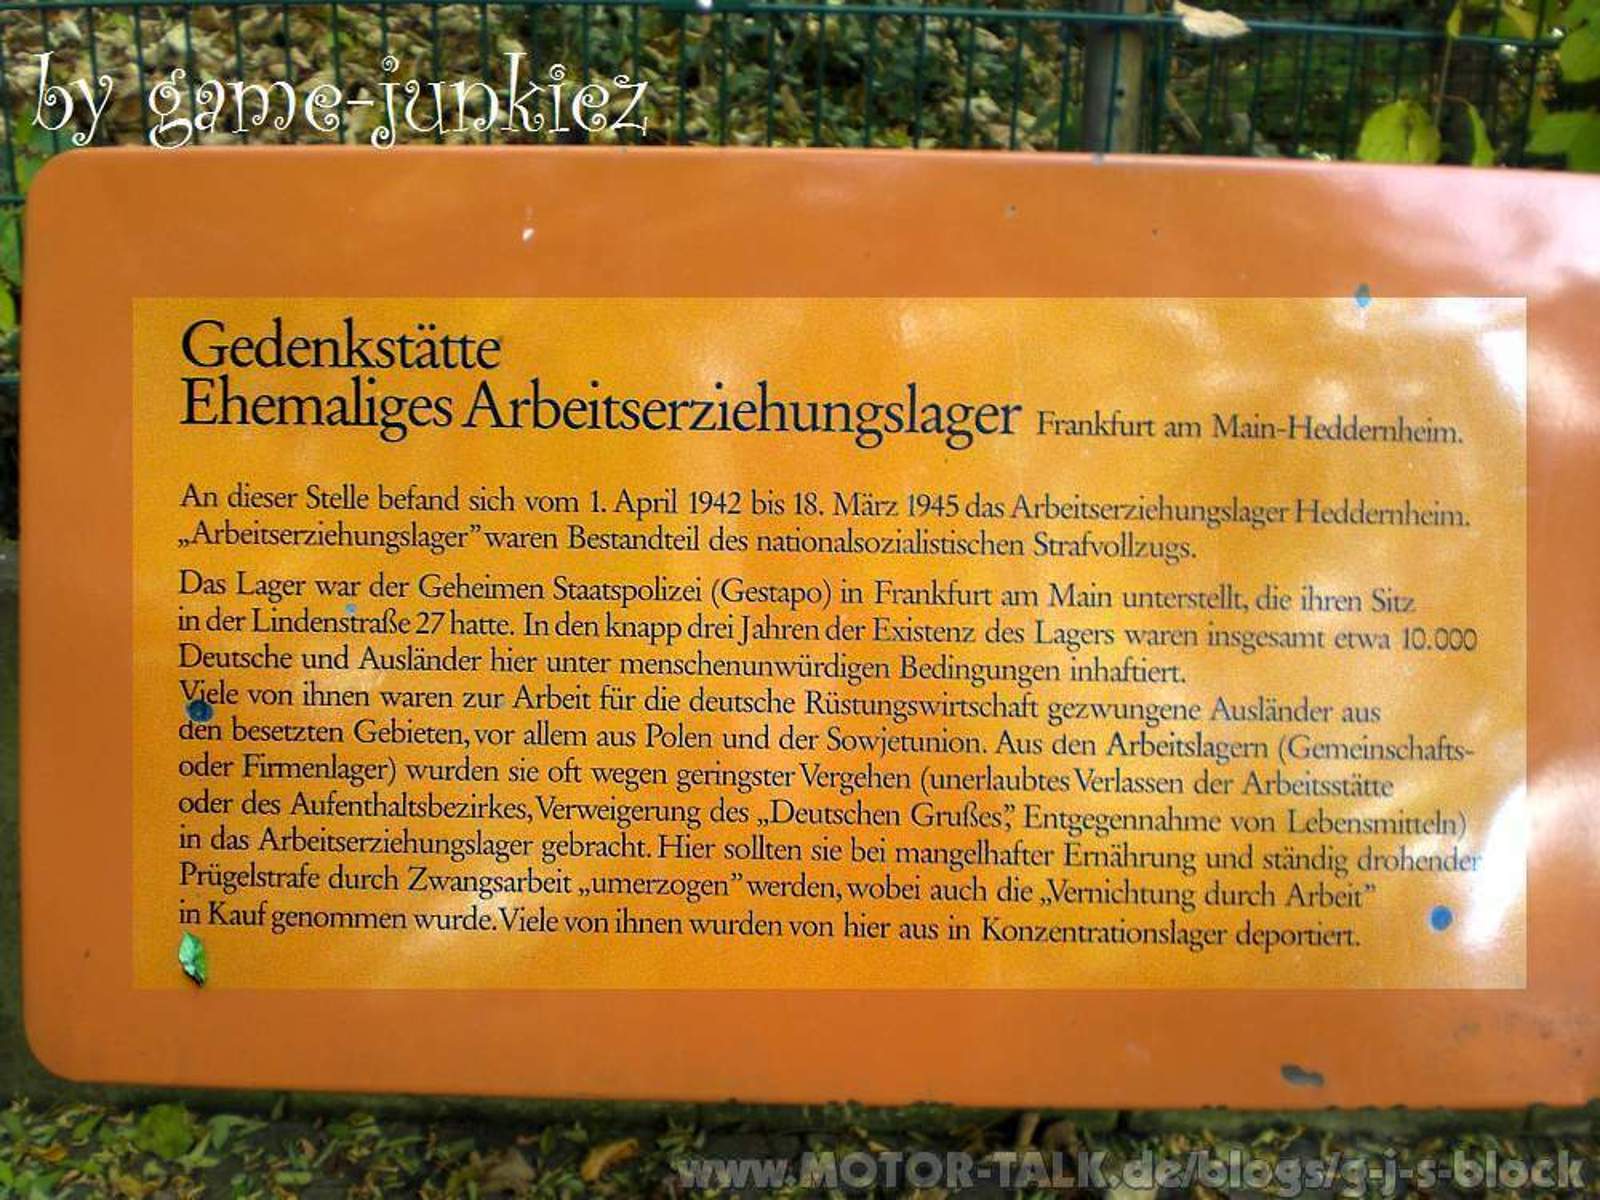 by game-junkiez
Gedenkstätte
Ehemaliges Arbeitserziehungslager Frankfurt am Main-Heddernheim.
An dieser Stelle befand sich vom 1. April 1942 bis 18. März 1945 das Arbeitserziehungslager Heddernheim.
„Arbeitserziehungslager” waren Bestandteil des nationalsozialistischen Strafvollzugs.
Das Lager war der Geheimen Staatspolizei (Gestapo) in Frankfurt am Main unterstellt, die ihren Sitz
in der Lindenstraße 27 hatte. In den knapp drei Jahren der Existenz des Lagers waren insgesamt etwa 10.000
Deutsche und Ausländer hier unter menschenunwürdigen Bedingungen inhaftiert.
Viele von ihnen waren zur Arbeit für die deutsche Rüstungswirtschaft gezwungene Ausländer aus
den besetzten Gebieten, vor allem aus Polen und der Sowjetunion. Aus den Arbeitslagern (Gemeinschafts-
oder Firmenlager) wurden sie oft wegen geringster Vergehen (unerlaubtes Verlassen der Arbeitsstätte
oder des Aufenthaltsbezirkes, Verweigerung des „Deutschen Grußes”, Entgegennahme von Lebensmitteln)
in das Arbeitserziehungslager gebracht. Hier sollten sie bei mangelhafter Ernährung und ständig drohender
Prügelstrafe durch Zwangsarbeit „umerzogen” werden, wobei auch die „Vernichtung durch Arbeit”
in Kauf genommen wurde. Viele von ihnen wurden von hier aus in Konzentrationslager deportiert.
www.MOTOR-TALK.de/blogs/g-j-s-block